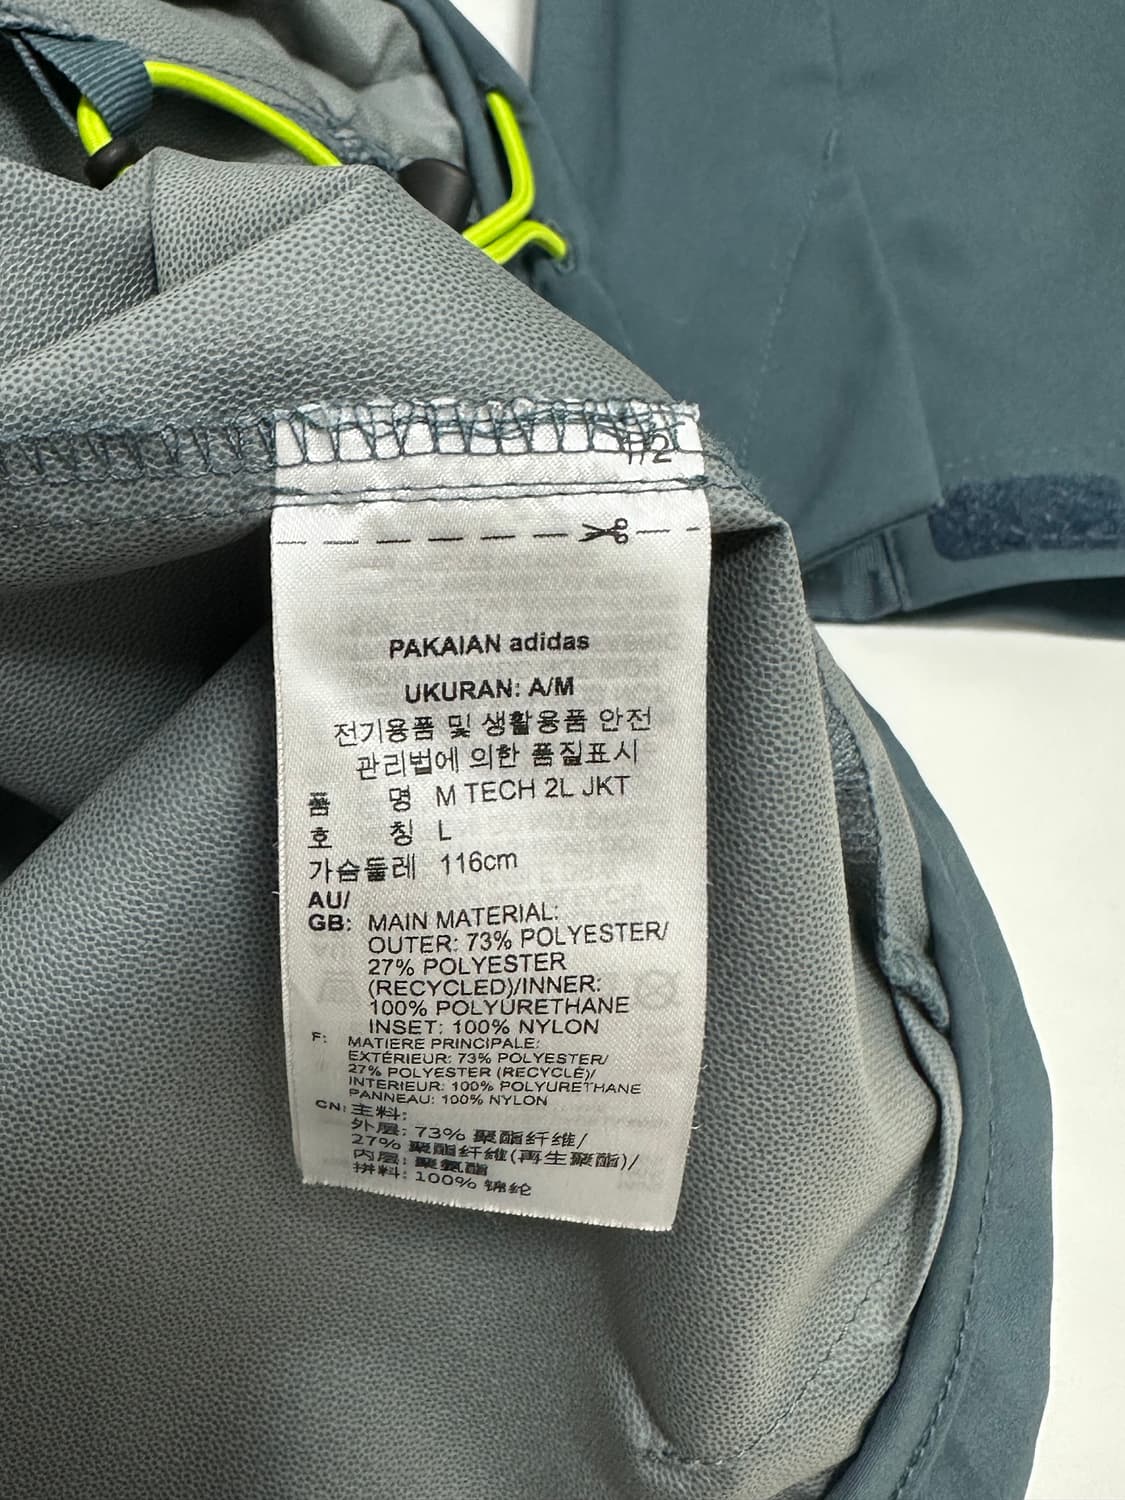 /2
PAKAIAN adidas
UKURAN: A/M
전기용품 및 생활용품 안전
관리법에 의한 품질표시
품 명 M TECH 2L JKT
호 칭 L
가슴둘레 116cm
AU/
GB: MAIN MATERIAL:
OUTER: 73% POLYESTER/
27% POLYESTER
(RECYCLED)/INNER:
100% POLYURETHANE
INSET: 100% NYLON
F: MATIERE PRINCIPALE:
EXTÉRIEUR: 73% POLYESTER/
27% POLYESTER (RECYCLÉ)/
INTERIEUR: 100% POLYURETHANE
PANNEAU: 100% NYLON
CN: 主料:
外层: 73% 聚酯纤维/
27% 聚酯纤维(再生聚酯)/
内层: 聚氨酯
拼料: 100% 锦纶